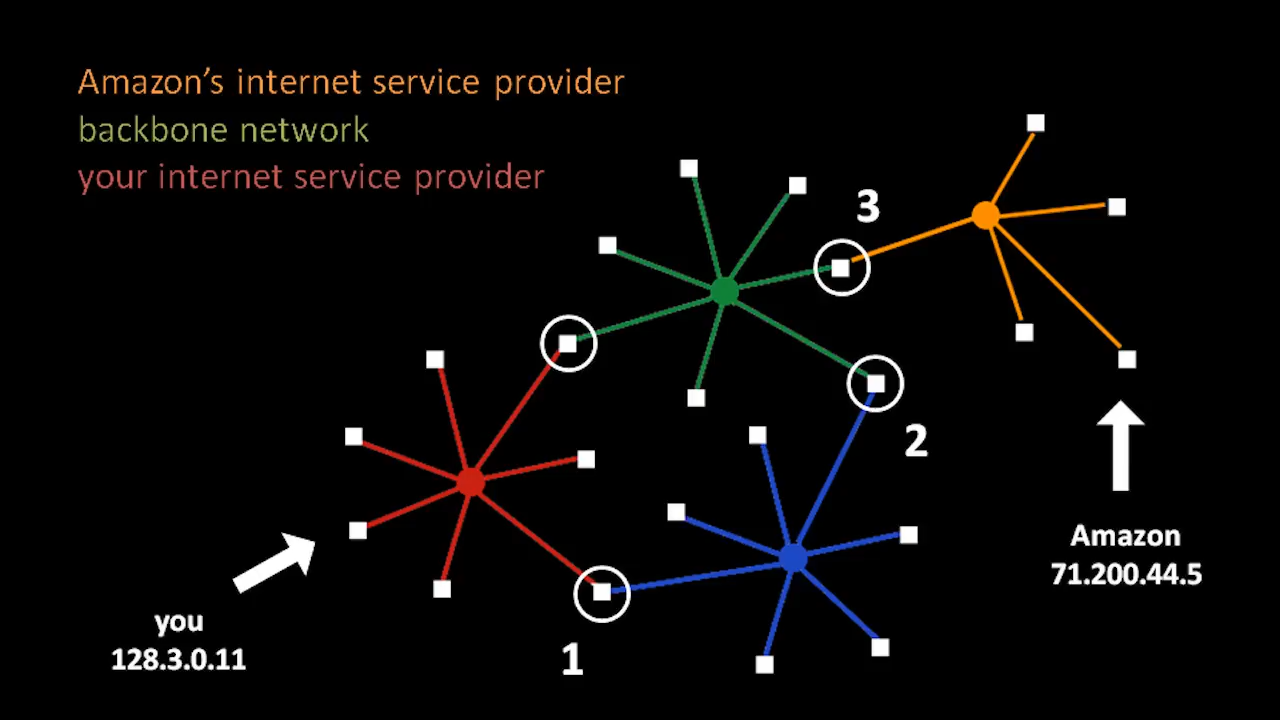 Amazon’s internet service provider
backbone network
your internet service provider
3
2
Amazon
71.200.44.5
you
128.3.0.11
1